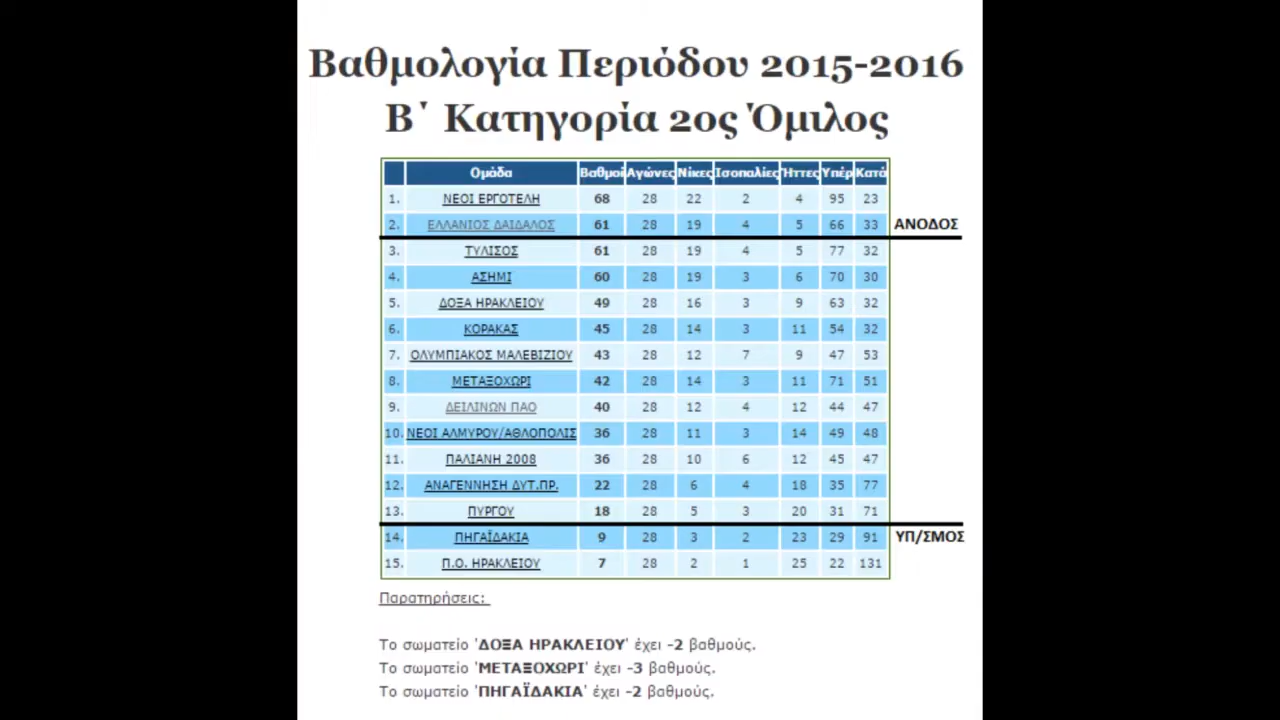 Βαθμολογία Περιόδου 2015-2016
Β΄ Κατηγορία 2ος Όμιλος
Ομάδα Βαθμοί Αγώνες Νίκες Ισοπαλίες Ήττες Υπέρ Κατά
1. ΝΕΟΙ ΕΡΓΟΤΕΛΗ 68 28 22 2 4 95 23
2. ΕΛΛΑΝΙΟΣ ΔΑΙΔΑΛΟΣ 61 28 19 4 5 66 33 ΑΝΟΔΟΣ
3. ΤΥΛΙΣΟΣ 61 28 19 4 5 77 32
4. ΑΣΗΜΙ 60 28 19 3 6 70 30
5. ΔΟΞΑ ΗΡΑΚΛΕΙΟΥ 49 28 16 3 9 63 32
6. ΚΟΡΑΚΑΣ 45 28 14 3 11 54 32
7. ΟΛΥΜΠΙΑΚΟΣ ΜΑΛΕΒΙΖΙΟΥ 43 28 12 7 9 47 53
8. ΜΕΤΑΞΟΧΩΡΙ 42 28 14 3 11 71 51
9. ΔΕΙΛΙΝΩΝ ΠΑΟ 40 28 12 4 12 44 47
10. ΝΕΟΙ ΑΛΜΥΡΟΥ/ΑΘΛΟΠΟΛΙΣ 36 28 11 3 14 49 48
11. ΠΑΛΙΑΝΗ 2008 36 28 10 6 12 45 47
12. ΑΝΑΓΕΝΝΗΣΗ ΔΥΤ.ΠΡ. 22 28 6 4 18 35 77
13. ΠΥΡΓΟΥ 18 28 5 3 20 31 71
14. ΠΗΓΑΪΔΑΚΙΑ 9 28 3 2 23 29 91 ΥΠ/ΣΜΟΣ
15. Π.Ο. ΗΡΑΚΛΕΙΟΥ 7 28 2 1 25 22 131
Παρατηρήσεις:
Το σωματείο 'ΔΟΞΑ ΗΡΑΚΛΕΙΟΥ' έχει -2 βαθμούς.
Το σωματείο 'ΜΕΤΑΞΟΧΩΡΙ' έχει -3 βαθμούς.
Το σωματείο 'ΠΗΓΑΪΔΑΚΙΑ' έχει -2 βαθμούς.